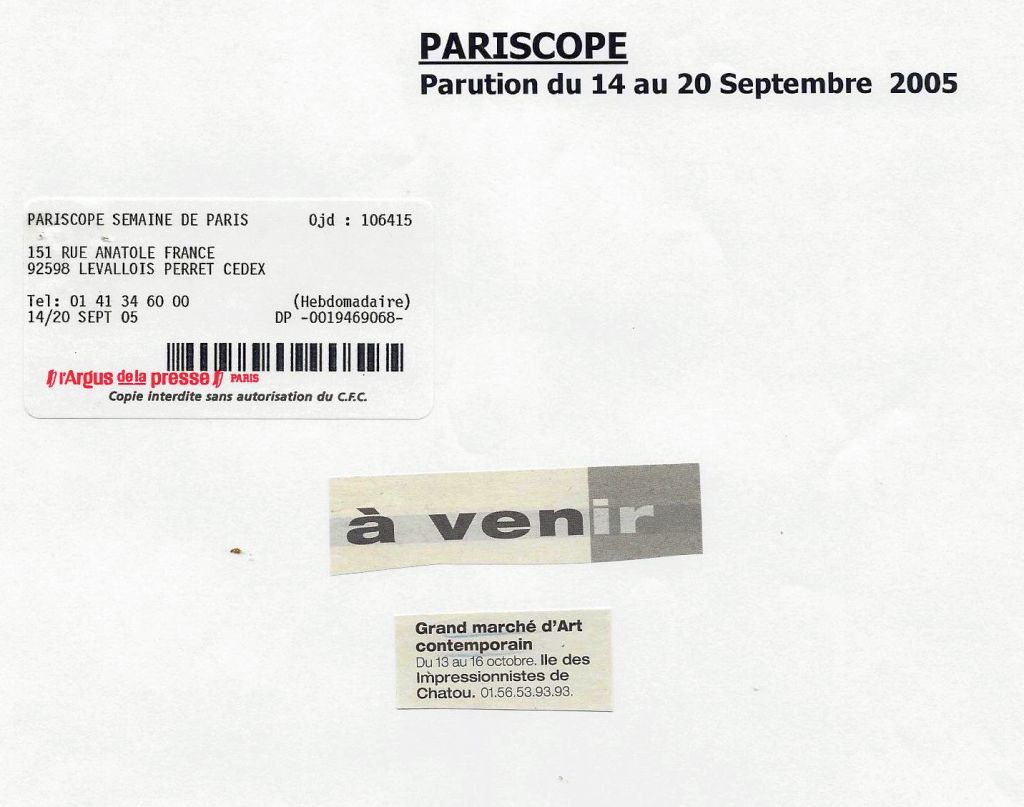 PARISCOPE
Parution du 14 au 20 Septembre 2005
PARISCOPE SEMAINE DE PARIS Ojd : 106415
151 RUE ANATOLE FRANCE
92598 LEVALLOIS PERRET CEDEX
Tel: 01 41 34 60 00 (Hebdomadaire)
14/20 SEPT 05 DP -0019469068-
l'Argus de la presse PARIS
Copie interdite sans autorisation du C.F.C.
à venir
Grand marché d'Art
contemporain
Du 13 au 16 octobre. Ile des
Impressionnistes de
Chatou. 01.56.53.93.93.